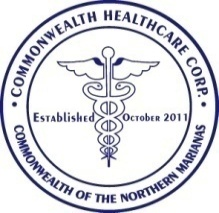 • COMMONWEALTH HEALTHCARE CORP. •
ESTABLISHED OCTOBER 2011
COMMONWEALTH OF THE NORTHERN MARIANAS